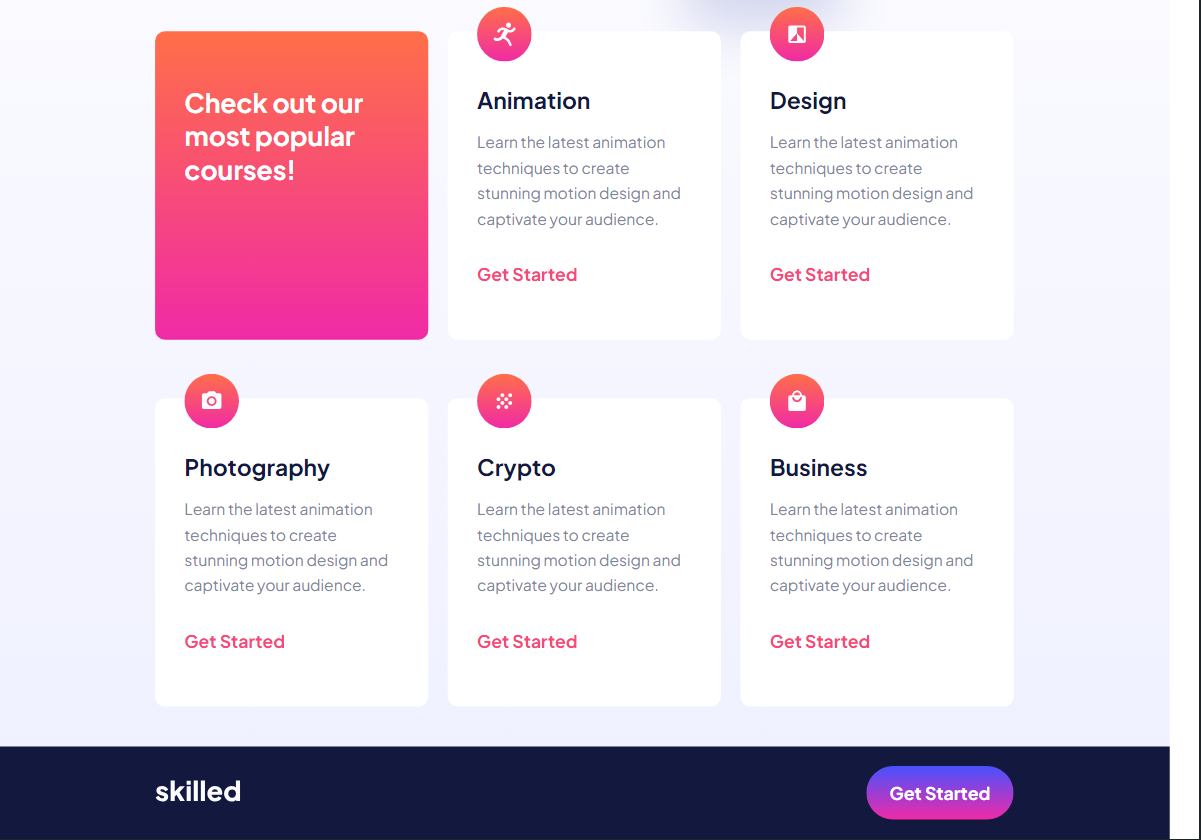 Check out our
most popular
courses!
Animation
Learn the latest animation
techniques to create
stunning motion design and
captivate your audience.
Get Started
Design
Learn the latest animation
techniques to create
stunning motion design and
captivate your audience.
Get Started
Photography
Learn the latest animation
techniques to create
stunning motion design and
captivate your audience.
Get Started
Crypto
Learn the latest animation
techniques to create
stunning motion design and
captivate your audience.
Get Started
Business
Learn the latest animation
techniques to create
stunning motion design and
captivate your audience.
Get Started
skilled
Get Started